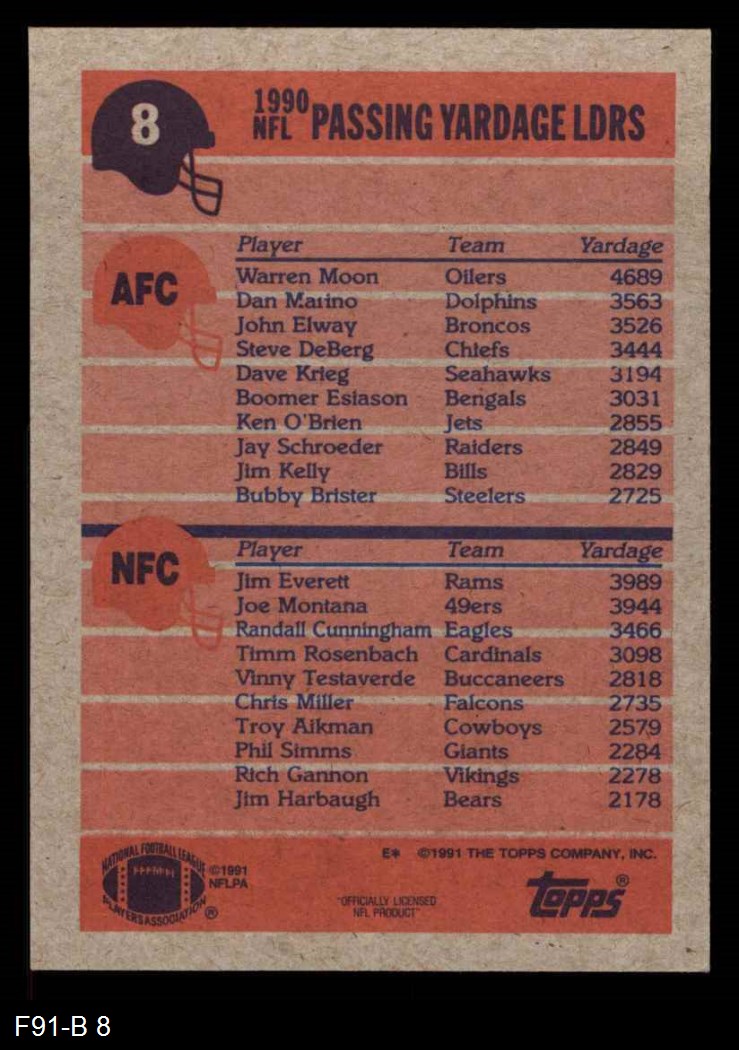 8
1990
NFL PASSING YARDAGE LDRS
AFC
Player Team Yardage
Warren Moon Oilers 4689
Dan Marino Dolphins 3563
John Elway Broncos 3526
Steve DeBerg Chiefs 3444
Dave Krieg Seahawks 3194
Boomer Esiason Bengals 3031
Ken O'Brien Jets 2855
Jay Schroeder Raiders 2849
Jim Kelly Bills 2829
Bubby Brister Steelers 2725
NFC
Player Team Yardage
Jim Everett Rams 3989
Joe Montana 49ers 3944
Randall Cunningham Eagles 3466
Timm Rosenbach Cardinals 3098
Vinny Testaverde Buccaneers 2818
Chris Miller Falcons 2735
Troy Aikman Cowboys 2579
Phil Simms Giants 2284
Rich Gannon Vikings 2278
Jim Harbaugh Bears 2178
E* ©1991 THE TOPPS COMPANY, INC.
NATIONAL FOOTBALL LEAGUE
PLAYERS ASSOCIATION ®
©1991
NFLPA
"OFFICIALLY LICENSED
NFL PRODUCT"
Topps®
F91-B 8